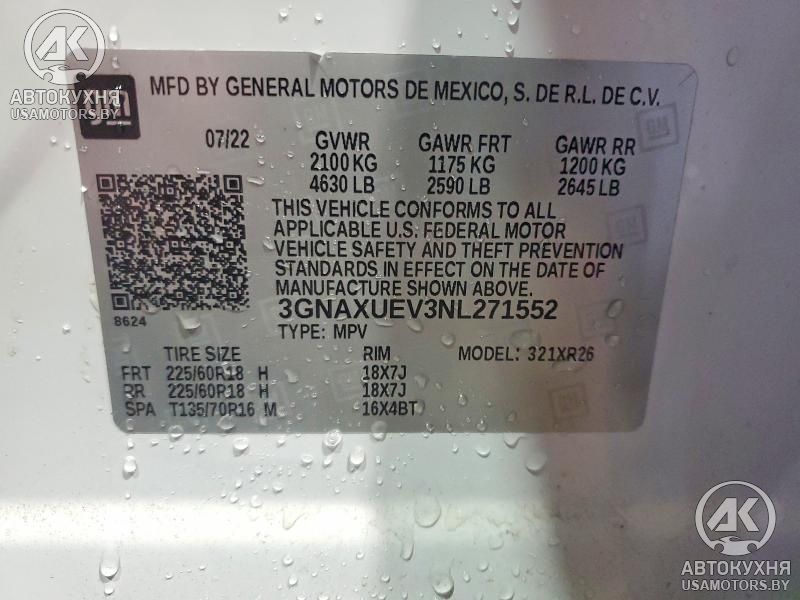 AK
АВТОКУХНЯ
USAMOTORS.BY
gm
MFD BY GENERAL MOTORS DE MEXICO, S. DE R.L. DE C.V.
07/22 GVWR GAWR FRT GAWR RR
2100 KG 1175 KG 1200 KG
4630 LB 2590 LB 2645 LB
THIS VEHICLE CONFORMS TO ALL
APPLICABLE U.S. FEDERAL MOTOR
VEHICLE SAFETY AND THEFT PREVENTION
STANDARDS IN EFFECT ON THE DATE OF
MANUFACTURE SHOWN ABOVE.
8624 3GNAXUEV3NL271552
TYPE: MPV
TIRE SIZE RIM MODEL: 321XR26
FRT 225/60R18 H 18X7J
RR 225/60R18 H 18X7J
SPA T135/70R16 M 16X4BT
AK
АВТОКУХНЯ
USAMOTORS.BY